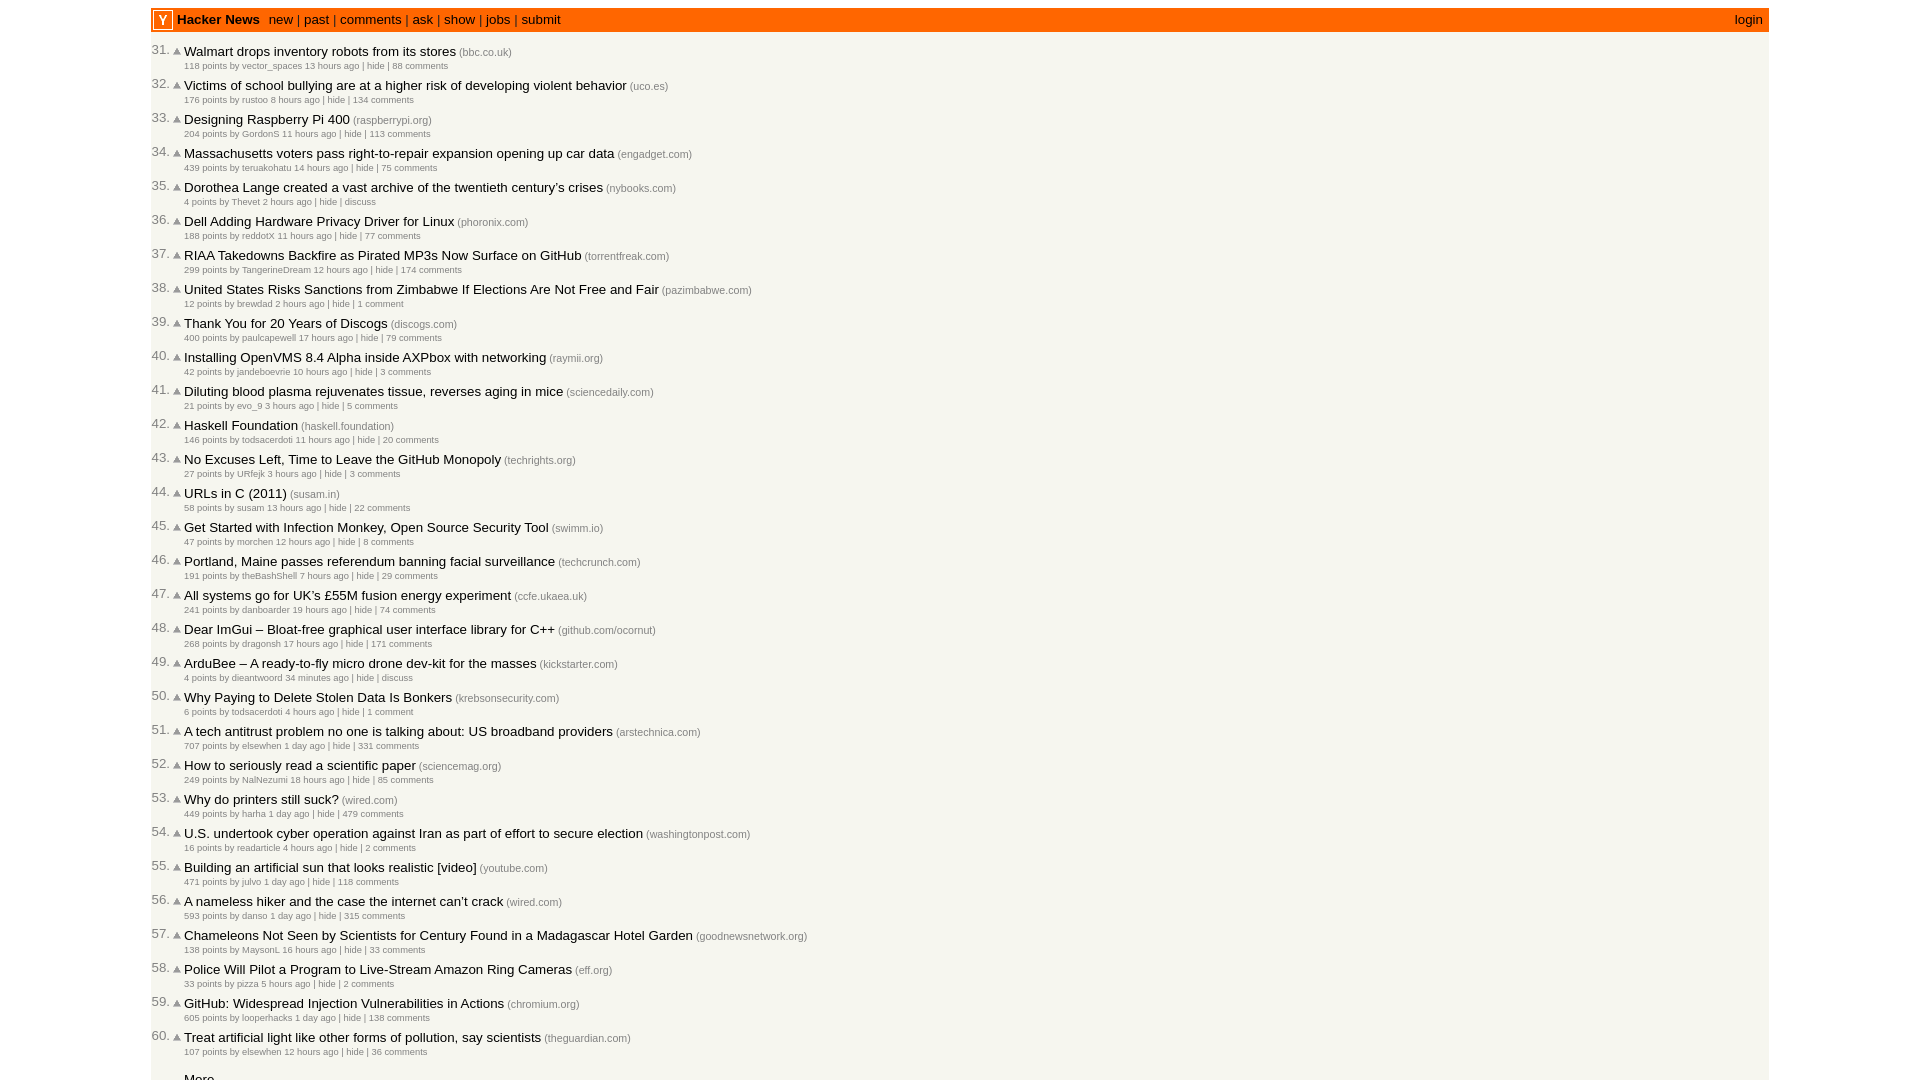 Y Hacker News new | past | comments | ask | show | jobs | submit login
31. Walmart drops inventory robots from its stores (bbc.co.uk)
118 points by vector_spaces 13 hours ago | hide | 88 comments
32. Victims of school bullying are at a higher risk of developing violent behavior (uco.es)
176 points by rustoo 8 hours ago | hide | 134 comments
33. Designing Raspberry Pi 400 (raspberrypi.org)
204 points by GordonS 11 hours ago | hide | 113 comments
34. Massachusetts voters pass right-to-repair expansion opening up car data (engadget.com)
439 points by teruakohatu 14 hours ago | hide | 75 comments
35. Dorothea Lange created a vast archive of the twentieth century’s crises (nybooks.com)
4 points by Thevet 2 hours ago | hide | discuss
36. Dell Adding Hardware Privacy Driver for Linux (phoronix.com)
188 points by reddotX 11 hours ago | hide | 77 comments
37. RIAA Takedowns Backfire as Pirated MP3s Now Surface on GitHub (torrentfreak.com)
299 points by TangerineDream 12 hours ago | hide | 174 comments
38. United States Risks Sanctions from Zimbabwe If Elections Are Not Free and Fair (pazimbabwe.com)
12 points by brewdad 2 hours ago | hide | 1 comment
39. Thank You for 20 Years of Discogs (discogs.com)
400 points by paulcapewell 17 hours ago | hide | 79 comments
40. Installing OpenVMS 8.4 Alpha inside AXPbox with networking (raymii.org)
42 points by jandeboevrie 10 hours ago | hide | 3 comments
41. Diluting blood plasma rejuvenates tissue, reverses aging in mice (sciencedaily.com)
21 points by evo_9 3 hours ago | hide | 5 comments
42. Haskell Foundation (haskell.foundation)
146 points by todsacerdoti 11 hours ago | hide | 20 comments
43. No Excuses Left, Time to Leave the GitHub Monopoly (techrights.org)
27 points by URfejk 3 hours ago | hide | 3 comments
44. URLs in C (2011) (susam.in)
58 points by susam 13 hours ago | hide | 22 comments
45. Get Started with Infection Monkey, Open Source Security Tool (swimm.io)
47 points by morchen 12 hours ago | hide | 8 comments
46. Portland, Maine passes referendum banning facial surveillance (techcrunch.com)
191 points by theBashShell 7 hours ago | hide | 29 comments
47. All systems go for UK’s £55M fusion energy experiment (ccfe.ukaea.uk)
241 points by danboarder 19 hours ago | hide | 74 comments
48. Dear ImGui – Bloat-free graphical user interface library for C++ (github.com/ocornut)
268 points by dragonsh 17 hours ago | hide | 171 comments
49. ArduBee – A ready-to-fly micro drone dev-kit for the masses (kickstarter.com)
4 points by dieantwoord 34 minutes ago | hide | discuss
50. Why Paying to Delete Stolen Data Is Bonkers (krebsonsecurity.com)
6 points by todsacerdoti 4 hours ago | hide | 1 comment
51. A tech antitrust problem no one is talking about: US broadband providers (arstechnica.com)
707 points by elsewhen 1 day ago | hide | 331 comments
52. How to seriously read a scientific paper (sciencemag.org)
249 points by NalNezumi 18 hours ago | hide | 85 comments
53. Why do printers still suck? (wired.com)
449 points by harha 1 day ago | hide | 479 comments
54. U.S. undertook cyber operation against Iran as part of effort to secure election (washingtonpost.com)
16 points by readarticle 4 hours ago | hide | 2 comments
55. Building an artificial sun that looks realistic [video] (youtube.com)
471 points by julvo 1 day ago | hide | 118 comments
56. A nameless hiker and the case the internet can’t crack (wired.com)
593 points by danso 1 day ago | hide | 315 comments
57. Chameleons Not Seen by Scientists for Century Found in a Madagascar Hotel Garden (goodnewsnetwork.org)
138 points by MaysonL 16 hours ago | hide | 33 comments
58. Police Will Pilot a Program to Live-Stream Amazon Ring Cameras (eff.org)
33 points by pizza 5 hours ago | hide | 2 comments
59. GitHub: Widespread Injection Vulnerabilities in Actions (chromium.org)
605 points by looperhacks 1 day ago | hide | 138 comments
60. Treat artificial light like other forms of pollution, say scientists (theguardian.com)
107 points by elsewhen 12 hours ago | hide | 36 comments
More